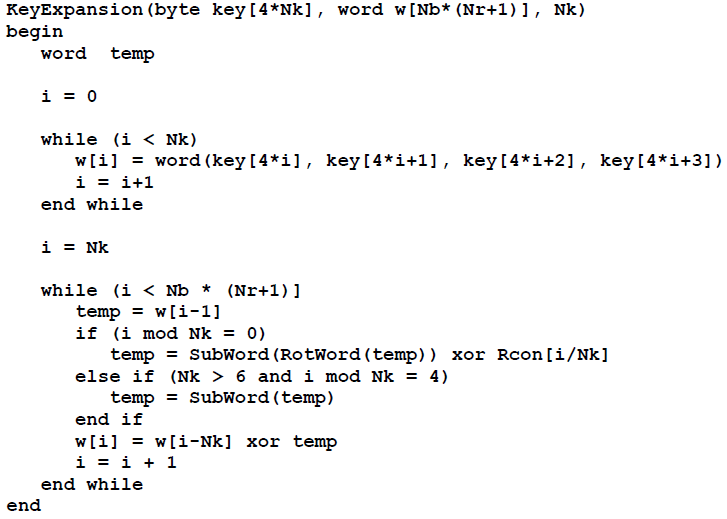 KeyExpansion(byte key[4*Nk], word w[Nb*(Nr+1)], Nk)
begin
   word  temp

   i = 0

   while (i < Nk)
      w[i] = word(key[4*i], key[4*i+1], key[4*i+2], key[4*i+3])
      i = i+1
   end while

   i = Nk

   while (i < Nb * (Nr+1)]
      temp = w[i-1]
      if (i mod Nk = 0)
         temp = SubWord(RotWord(temp)) xor Rcon[i/Nk]
      else if (Nk > 6 and i mod Nk = 4)
         temp = SubWord(temp)
      end if
      w[i] = w[i-Nk] xor temp
      i = i + 1
   end while
end